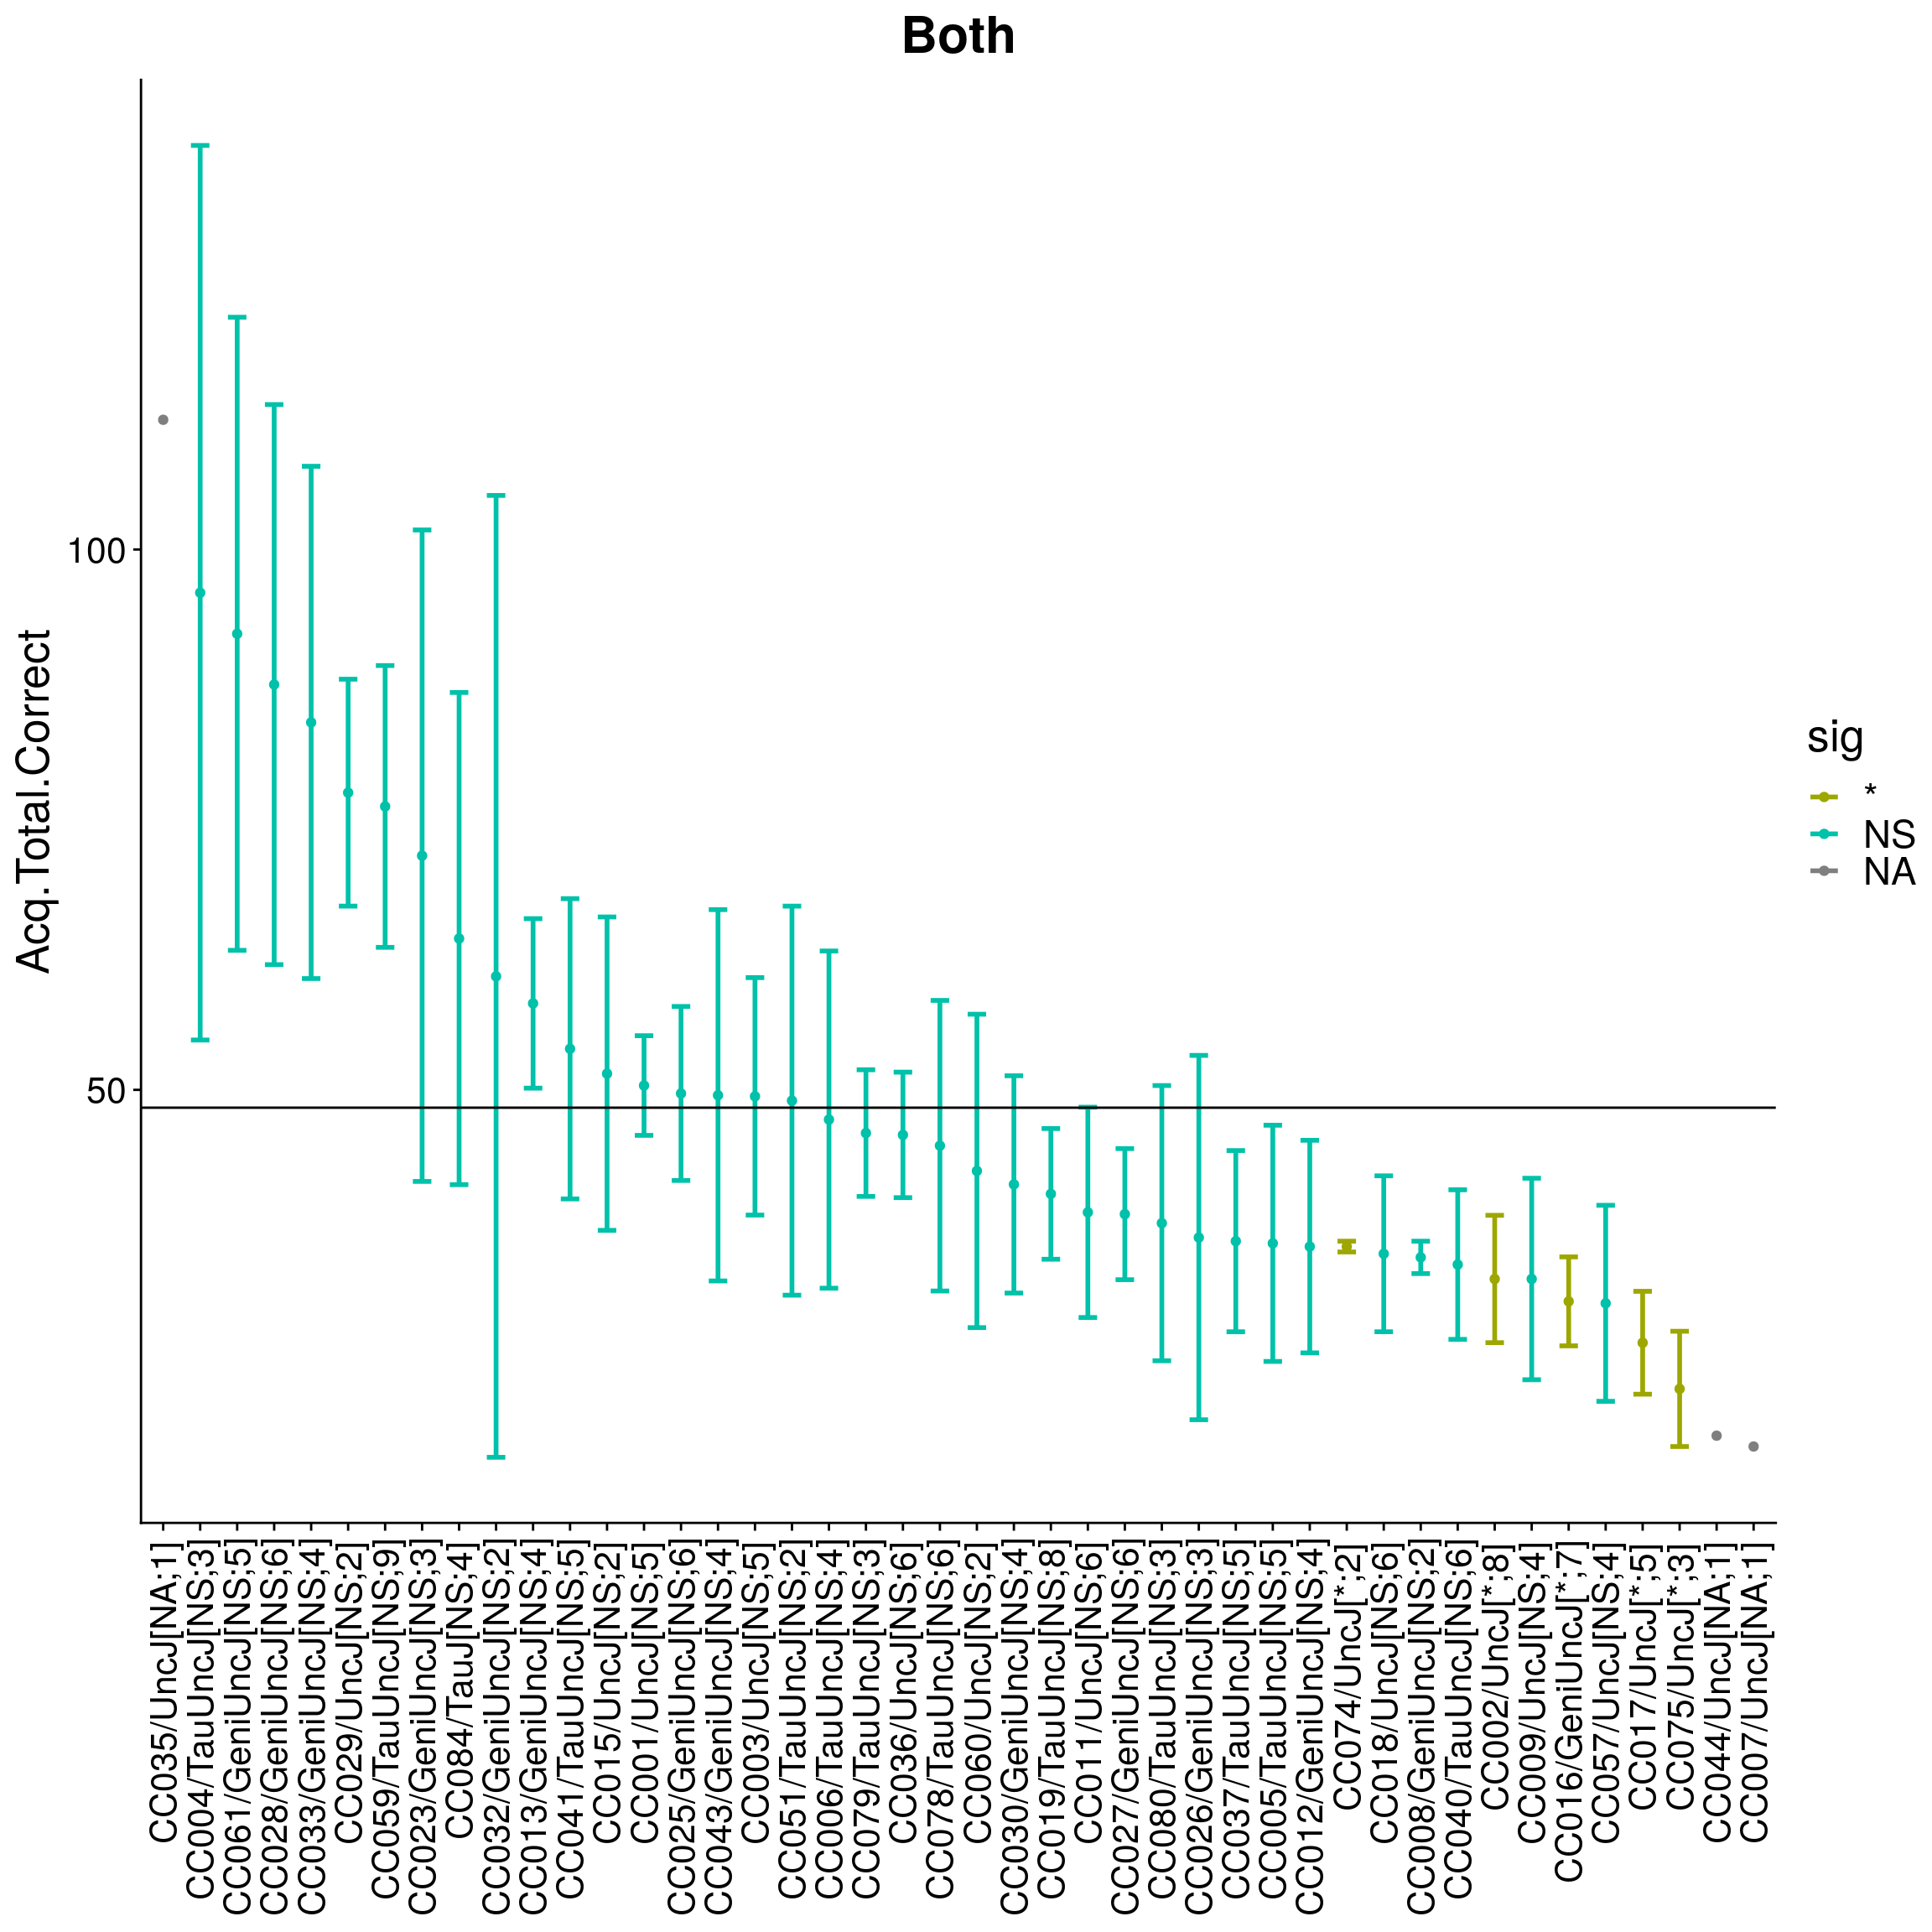 Both
Acq.Total.Correct
100
50
sig
*
NS
NA
CC035/UncJ[NA;1]
CC004/TauUncJ[NS;3]
CC061/GeniUncJ[NS;5]
CC028/GeniUncJ[NS;6]
CC033/GeniUncJ[NS;4]
CC029/UncJ[NS;2]
CC059/TauUncJ[NS;9]
CC023/GeniUncJ[NS;3]
CC084/TauJ[NS;4]
CC032/GeniUncJ[NS;2]
CC013/GeniUncJ[NS;4]
CC041/TauUncJ[NS;5]
CC015/UncJ[NS;2]
CC001/UncJ[NS;5]
CC025/GeniUncJ[NS;6]
CC043/GeniUncJ[NS;4]
CC003/UncJ[NS;5]
CC051/TauUncJ[NS;2]
CC006/TauUncJ[NS;4]
CC079/TauUncJ[NS;3]
CC036/UncJ[NS;6]
CC078/TauUncJ[NS;6]
CC060/UncJ[NS;2]
CC030/GeniUncJ[NS;4]
CC019/TauUncJ[NS;8]
CC011/UncJ[NS;6]
CC027/GeniUncJ[NS;6]
CC080/TauUncJ[NS;3]
CC026/GeniUncJ[NS;3]
CC037/TauUncJ[NS;5]
CC005/TauUncJ[NS;5]
CC012/GeniUncJ[NS;4]
CC074/UncJ[*;2]
CC018/UncJ[NS;6]
CC008/GeniUncJ[NS;2]
CC040/TauUncJ[NS;6]
CC002/UncJ[*;8]
CC009/UncJ[NS;4]
CC016/GeniUncJ[*;7]
CC057/UncJ[NS;4]
CC017/UncJ[*;5]
CC075/UncJ[*;3]
CC044/UncJ[NA;1]
CC007/UncJ[NA;1]